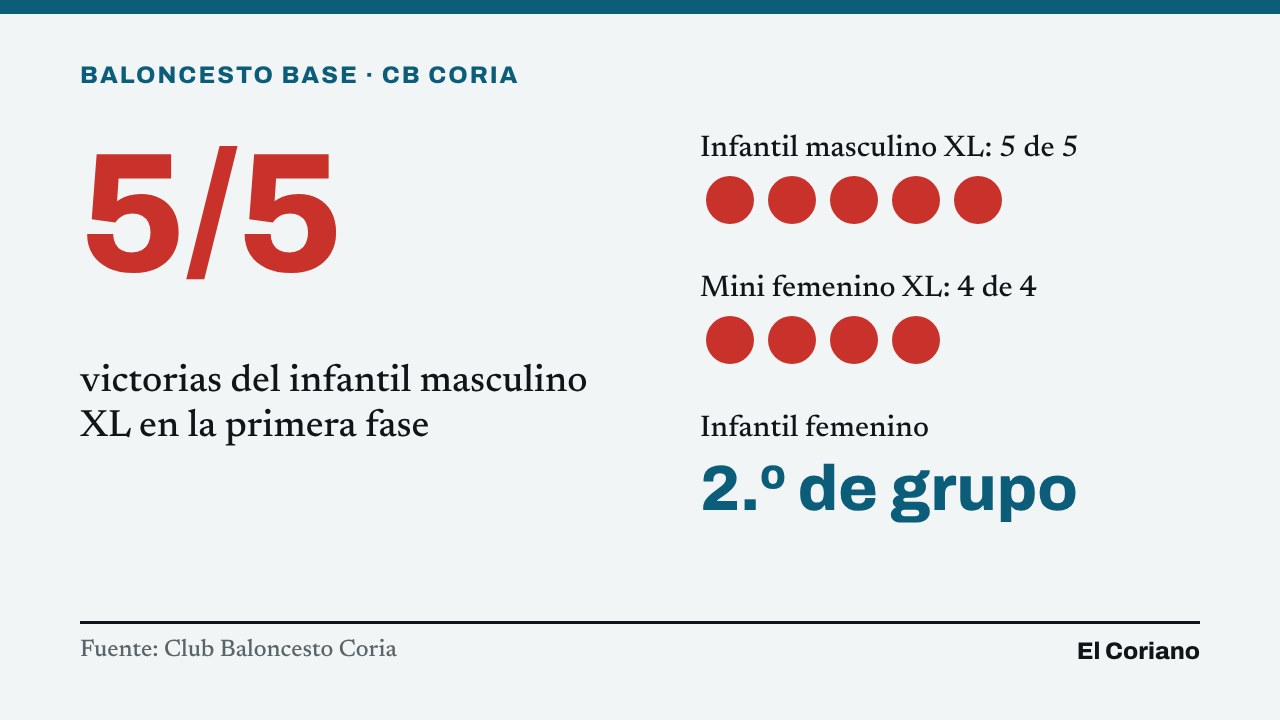 BALONCESTO BASE · CB CORIA
5/5
victorias del infantil masculino
XL en la primera fase
Infantil masculino XL: 5 de 5
Mini femenino XL: 4 de 4
Infantil femenino
2.º de grupo
Fuente: Club Baloncesto Coria
El Coriano